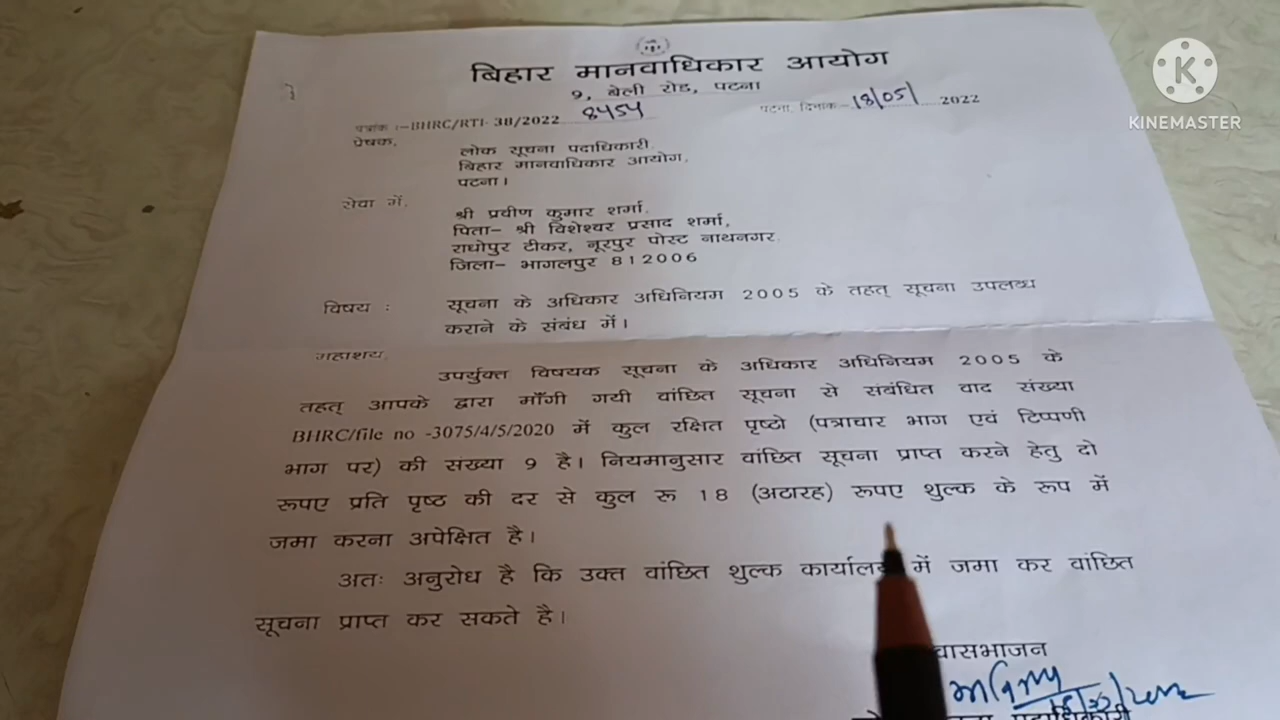 बिहार मानवाधिकार आयोग
9, बेली रोड, पटना
पत्रांक :-BHRC/RTI- 38/2022 8454 पटना, दिनांक- 18/05/ 2022
प्रेषक,
लोक सूचना पदाधिकारी,
बिहार मानवाधिकार आयोग,
पटना।
सेवा में,
श्री प्रवीण कुमार शर्मा,
पिता- श्री विशेश्वर प्रसाद शर्मा,
राधोपुर टीकर, नूरपुर पोस्ट नाथनगर
जिला- भागलपुर 812006
विषय : सूचना के अधिकार अधिनियम 2005 के तहत् सूचना उपलब्ध
कराने के संबंध में।
महाशय,
उपर्युक्त विषयक सूचना के अधिकार अधिनियम 2005 के
तहत् आपके द्वारा माँगी गयी वांछित सूचना से संबंधित वाद संख्या
BHRC/file no -3075/4/5/2020 में कुल रक्षित पृष्टो (पत्राचार भाग एवं टिप्पणी
भाग पर) की संख्या 9 है। नियमानुसार वांछित सूचना प्राप्त करने हेतु दो
रूपए प्रति पृष्ठ की दर से कुल रू 18 (अठारह) रूपए शुल्क के रूप में
जमा करना अपेक्षित है।
अतः अनुरोध है कि उक्त वांछित शुल्क कार्यालय में जमा कर वांछित
सूचना प्राप्त कर सकते है।
वासभाजन
पदाधिकारी
KINEMASTER